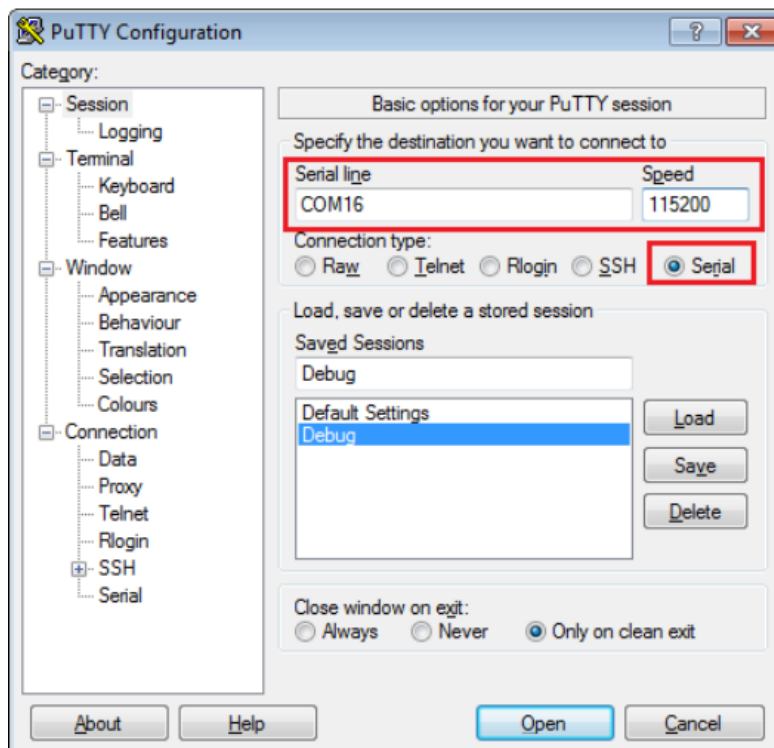 PuTTY Configuration
Category:
Session
Logging
Terminal
Keyboard
Bell
Features
Window
Appearance
Behaviour
Translation
Selection
Colours
Connection
Data
Proxy
Telnet
Rlogin
SSH
Serial
Basic options for your PuTTY session
Specify the destination you want to connect to
Serial line Speed
COM16 115200
Connection type:
Raw Telnet Rlogin SSH Serial
Load, save or delete a stored session
Saved Sessions
Debug
Default Settings
Debug
Load
Save
Delete
Close window on exit:
Always Never Only on clean exit
About Help Open Cancel